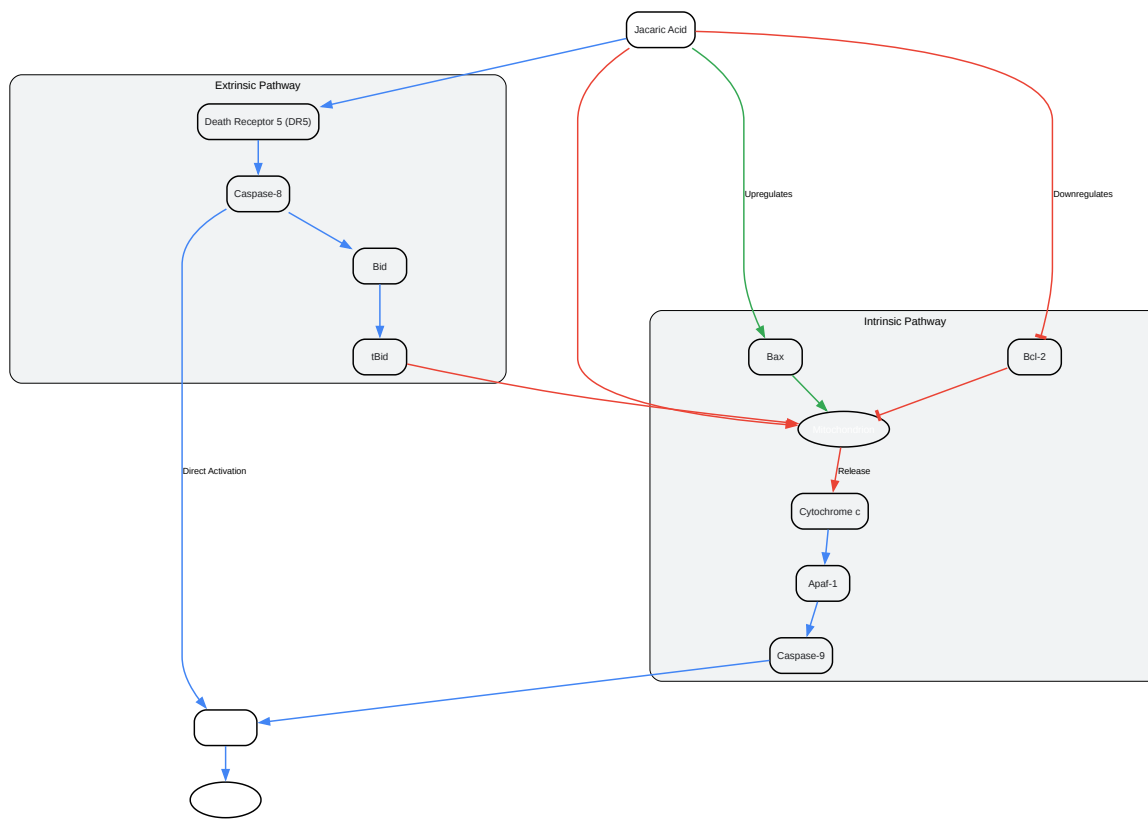 Jacaric Acid
Extrinsic Pathway
Death Receptor 5 (DR5)
Caspase-8
Upregulates
Downregulates
Bid
Intrinsic Pathway
tBid
Bax
Bcl-2
Direct Activation
Release
Cytochrome c
Apaf-1
Caspase-9